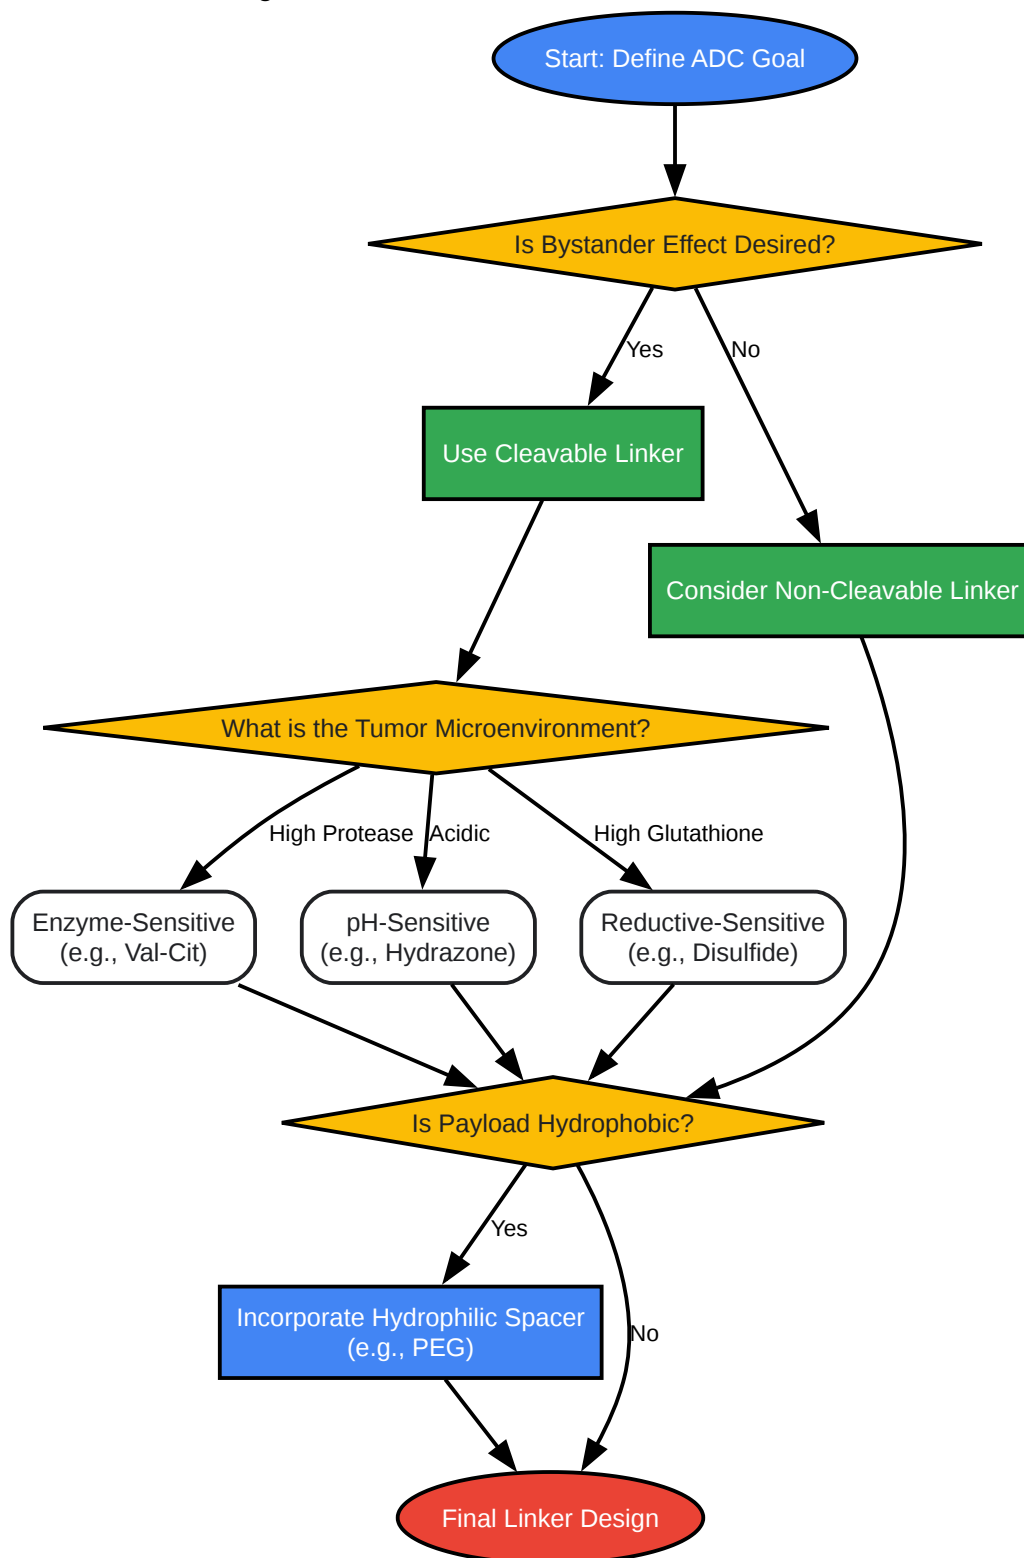 Start: Define ADC Goal
Is Bystander Effect Desired?
Yes
No
Use Cleavable Linker
Consider Non-Cleavable Linker
What is the Tumor Microenvironment?
High Protease
Acidic
High Glutathione
Enzyme-Sensitive
(e.g., Val-Cit)
pH-Sensitive
(e.g., Hydrazone)
Reductive-Sensitive
(e.g., Disulfide)
Is Payload Hydrophobic?
Yes
Incorporate Hydrophilic Spacer
(e.g., PEG)
No
Final Linker Design